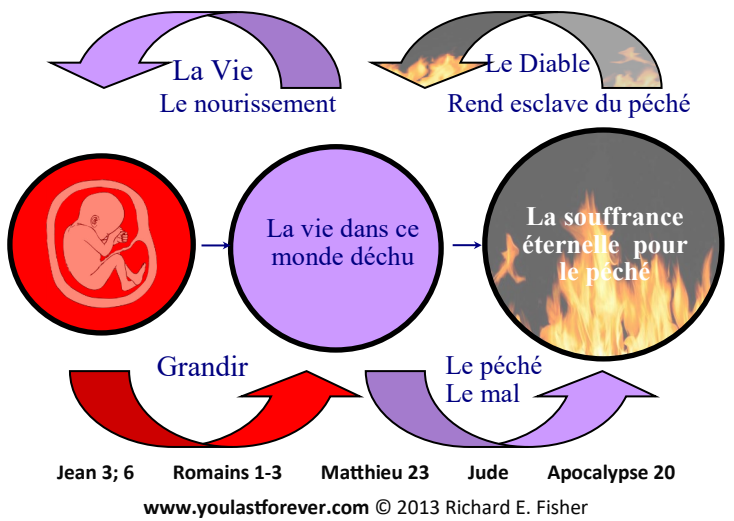 La Vie
Le nourissement
Le Diable
Rend esclave du péché
La vie dans ce
monde déchu
La souffrance
éternelle pour
le péché
Grandir
Le péché
Le mal
Jean 3; 6 Romains 1-3 Matthieu 23 Jude Apocalypse 20
www.youlastforever.com © 2013 Richard E. Fisher